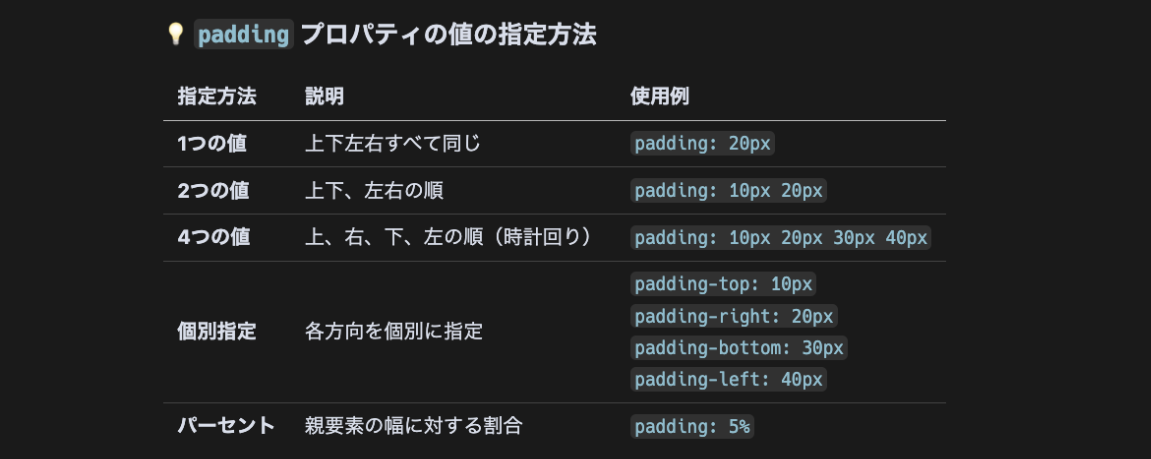 💡 padding プロパティの値の指定方法
指定方法 説明 使用例
1つの値 上下左右すべて同じ padding: 20px
2つの値 上下、左右の順 padding: 10px 20px
4つの値 上、右、下、左の順（時計回り） padding: 10px 20px 30px 40px
個別指定 各方向を個別に指定 padding-top: 10px
padding-right: 20px
padding-bottom: 30px
padding-left: 40px
パーセント 親要素の幅に対する割合 padding: 5%